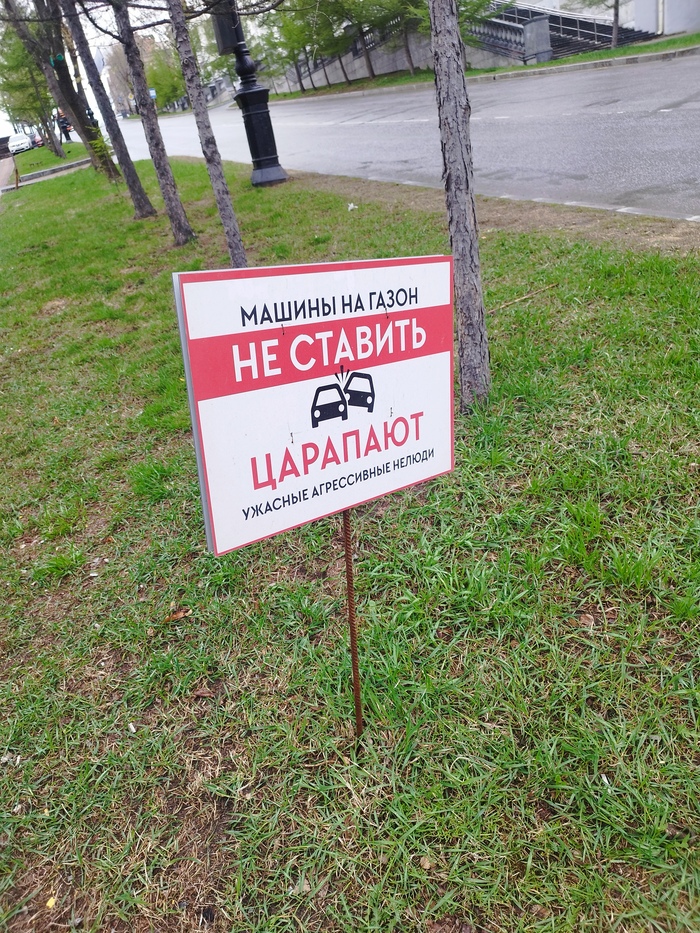 МАШИНЫ НА ГАЗОН
НЕ СТАВИТЬ
ЦАРАПАЮТ
УЖАСНЫЕ АГРЕССИВНЫЕ НЕЛЮДИ